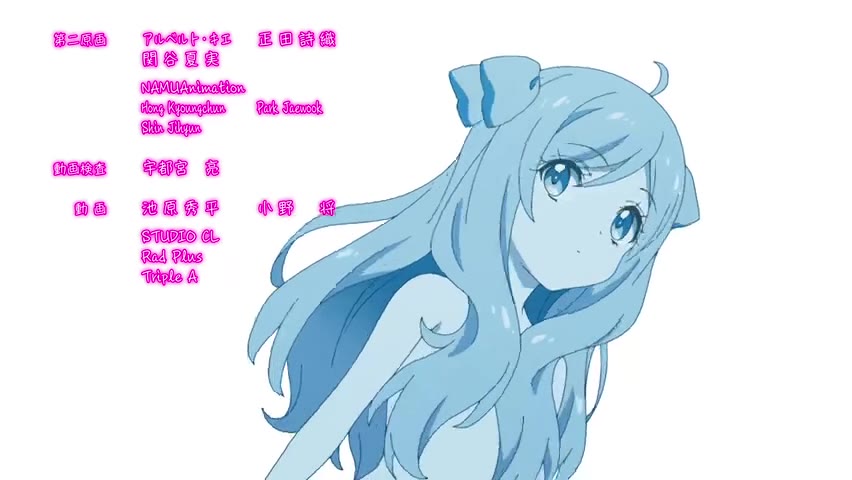 第二原画 アルベルト・キエ 正田詩織
関谷夏実
NAMUAnimation
Hong Kyoungchun Park Jaewook
Shin Jihyun
動画検査 宇都宮 亮
動画 池原秀平 小野 将
STUDIO CL
Rad Plus
Triple A